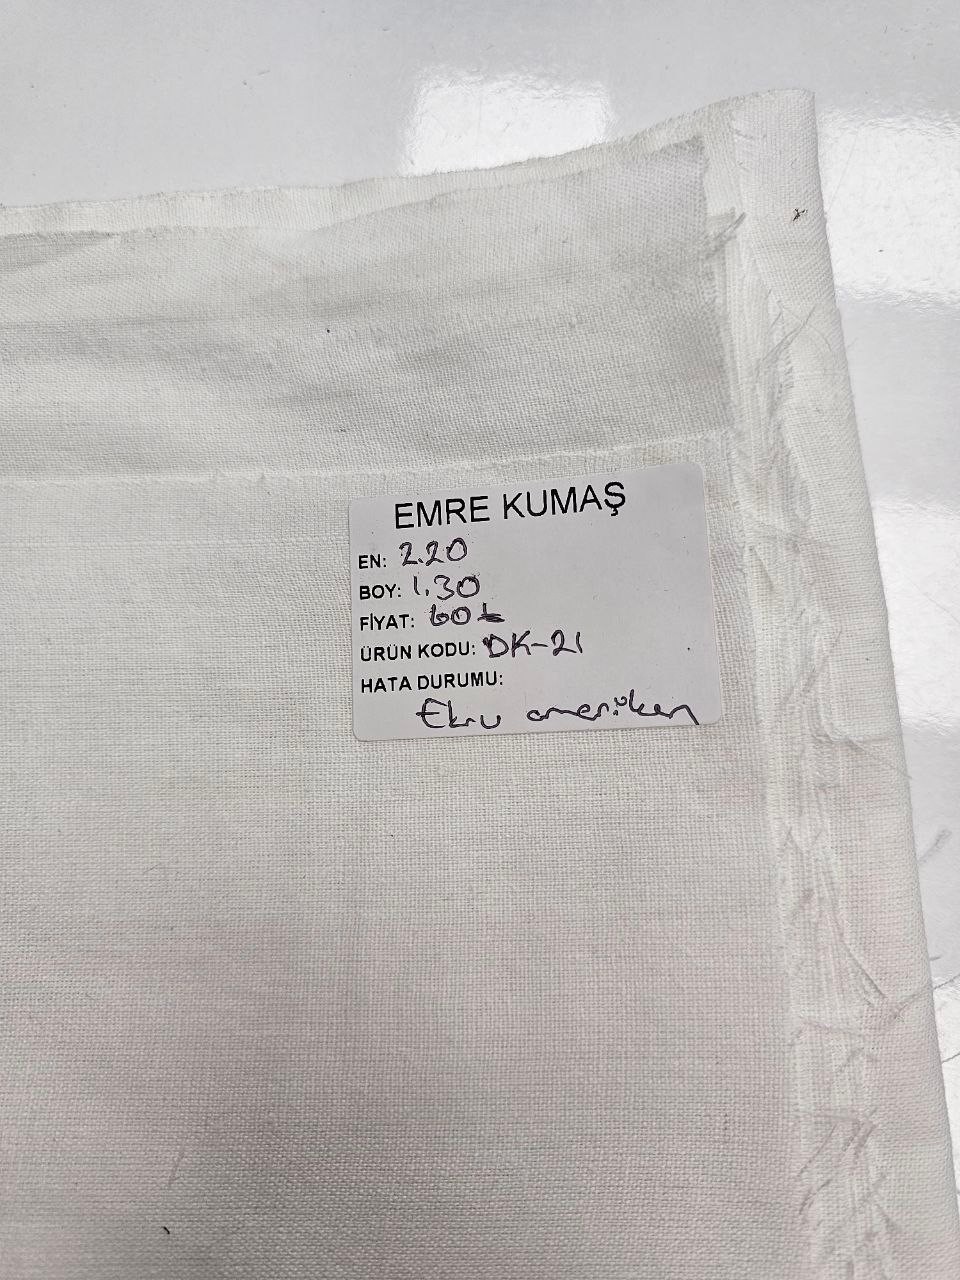 EMRE KUMAŞ
EN: 2.20
BOY: 1.30
FİYAT: 60₺
ÜRÜN KODU: DK-21
HATA DURUMU:
Ekru amerikan